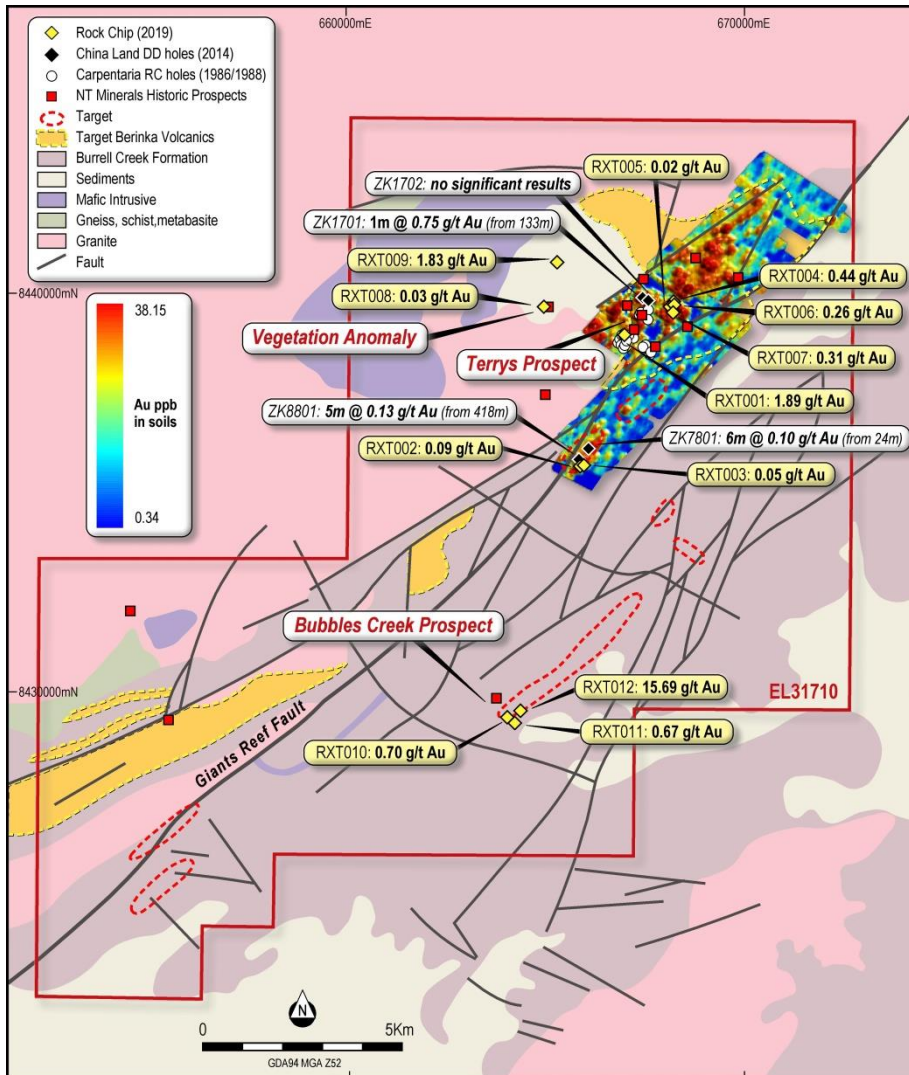 660000mE
670000mE
Rock Chip (2019)
China Land DD holes (2014)
Carpentaria RC holes (1986/1988)
NT Minerals Historic Prospects
Target
Target Berinka Volcanics
Burrell Creek Formation
Sediments
Mafic Intrusive
Gneiss, schist,metabasite
Granite
Fault
RXT005: 0.02 g/t Au
ZK1702: no significant results
ZK1701: 1m @ 0.75 g/t Au (from 133m)
RXT009: 1.83 g/t Au
RXT004: 0.44 g/t Au
8440000mN
RXT008: 0.03 g/t Au
RXT006: 0.26 g/t Au
38.15
Au ppb
in soils
0.34
Vegetation Anomaly
RXT007: 0.31 g/t Au
Terrys Prospect
RXT001: 1.89 g/t Au
ZK8801: 5m @ 0.13 g/t Au (from 418m)
ZK7801: 6m @ 0.10 g/t Au (from 24m)
RXT002: 0.09 g/t Au
RXT003: 0.05 g/t Au
Bubbles Creek Prospect
8430000mN
RXT012: 15.69 g/t Au
EL31710
RXT011: 0.67 g/t Au
RXT010: 0.70 g/t Au
Giants Reef Fault
N
0
5Km
GDA94 MGA Z52